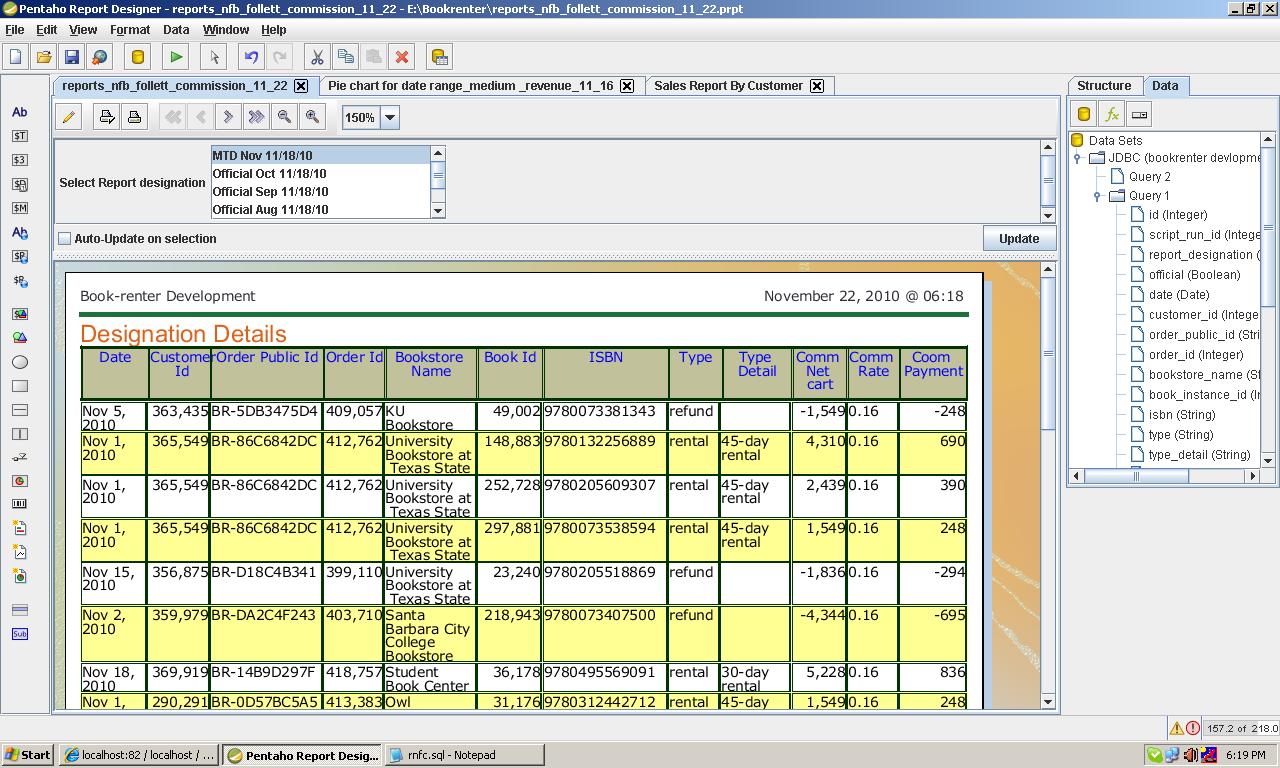 Pentaho Report Designer - reports_nfb_follett_commission_11_22 - E:\Bookrenter\reports_nfb_follett_commission_11_22.prpt
File Edit View Format Data Window Help
reports_nfb_follett_commission_11_22
Pie chart for date range_medium _revenue_11_16
Sales Report By Customer
Structure Data
150%
Ab
Ab
Sub
Select Report designation
MTD Nov 11/18/10
Official Oct 11/18/10
Official Sep 11/18/10
Official Aug 11/18/10
Auto-Update on selection
Update
Book-renter Development
November 22, 2010 @ 06:18
Designation Details
Date Customer Id Order Public Id Order Id Bookstore Name Book Id ISBN Type Type Detail Comm Net cart Comm Rate Coom Payment
Nov 5, 2010 363,435 BR-5DB3475D4 409,057 KU Bookstore 49,002 9780073381343 refund -1,549 0.16 -248
Nov 1, 2010 365,549 BR-86C6842DC 412,762 University Bookstore at Texas State 148,883 9780132256889 rental 45-day rental 4,310 0.16 690
Nov 1, 2010 365,549 BR-86C6842DC 412,762 University Bookstore at Texas State 252,728 9780205609307 rental 45-day rental 2,439 0.16 390
Nov 1, 2010 365,549 BR-86C6842DC 412,762 University Bookstore at Texas State 297,881 9780073538594 rental 45-day rental 1,549 0.16 248
Nov 15, 2010 356,875 BR-D18C4B341 399,110 University Bookstore at Texas State 23,240 9780205518869 refund -1,836 0.16 -294
Nov 2, 2010 359,979 BR-DA2C4F243 403,710 Santa Barbara City College Bookstore 218,943 9780073407500 refund -4,344 0.16 -695
Nov 18, 2010 369,919 BR-14B9D297F 418,757 Student Book Center 36,178 9780495569091 rental 30-day rental 5,228 0.16 836
Nov 1, 290,291 BR-0D57BC5A5 413,383 Owl 31,176 9780312442712 rental 45-day 1,549 0.16 248
Data Sets
JDBC (bookrenter devlopme
Query 2
Query 1
id (Integer)
script_run_id (Intege
report_designation (
official (Boolean)
date (Date)
customer_id (Intege
order_public_id (Stri
order_id (Integer)
bookstore_name (St
book_instance_id (In
isbn (String)
type (String)
type_detail (String)
157.2 of 218.0
Start
localhost:82 / localhost / ...
Pentaho Report Desig...
rnfc.sql - Notepad
6:19 PM